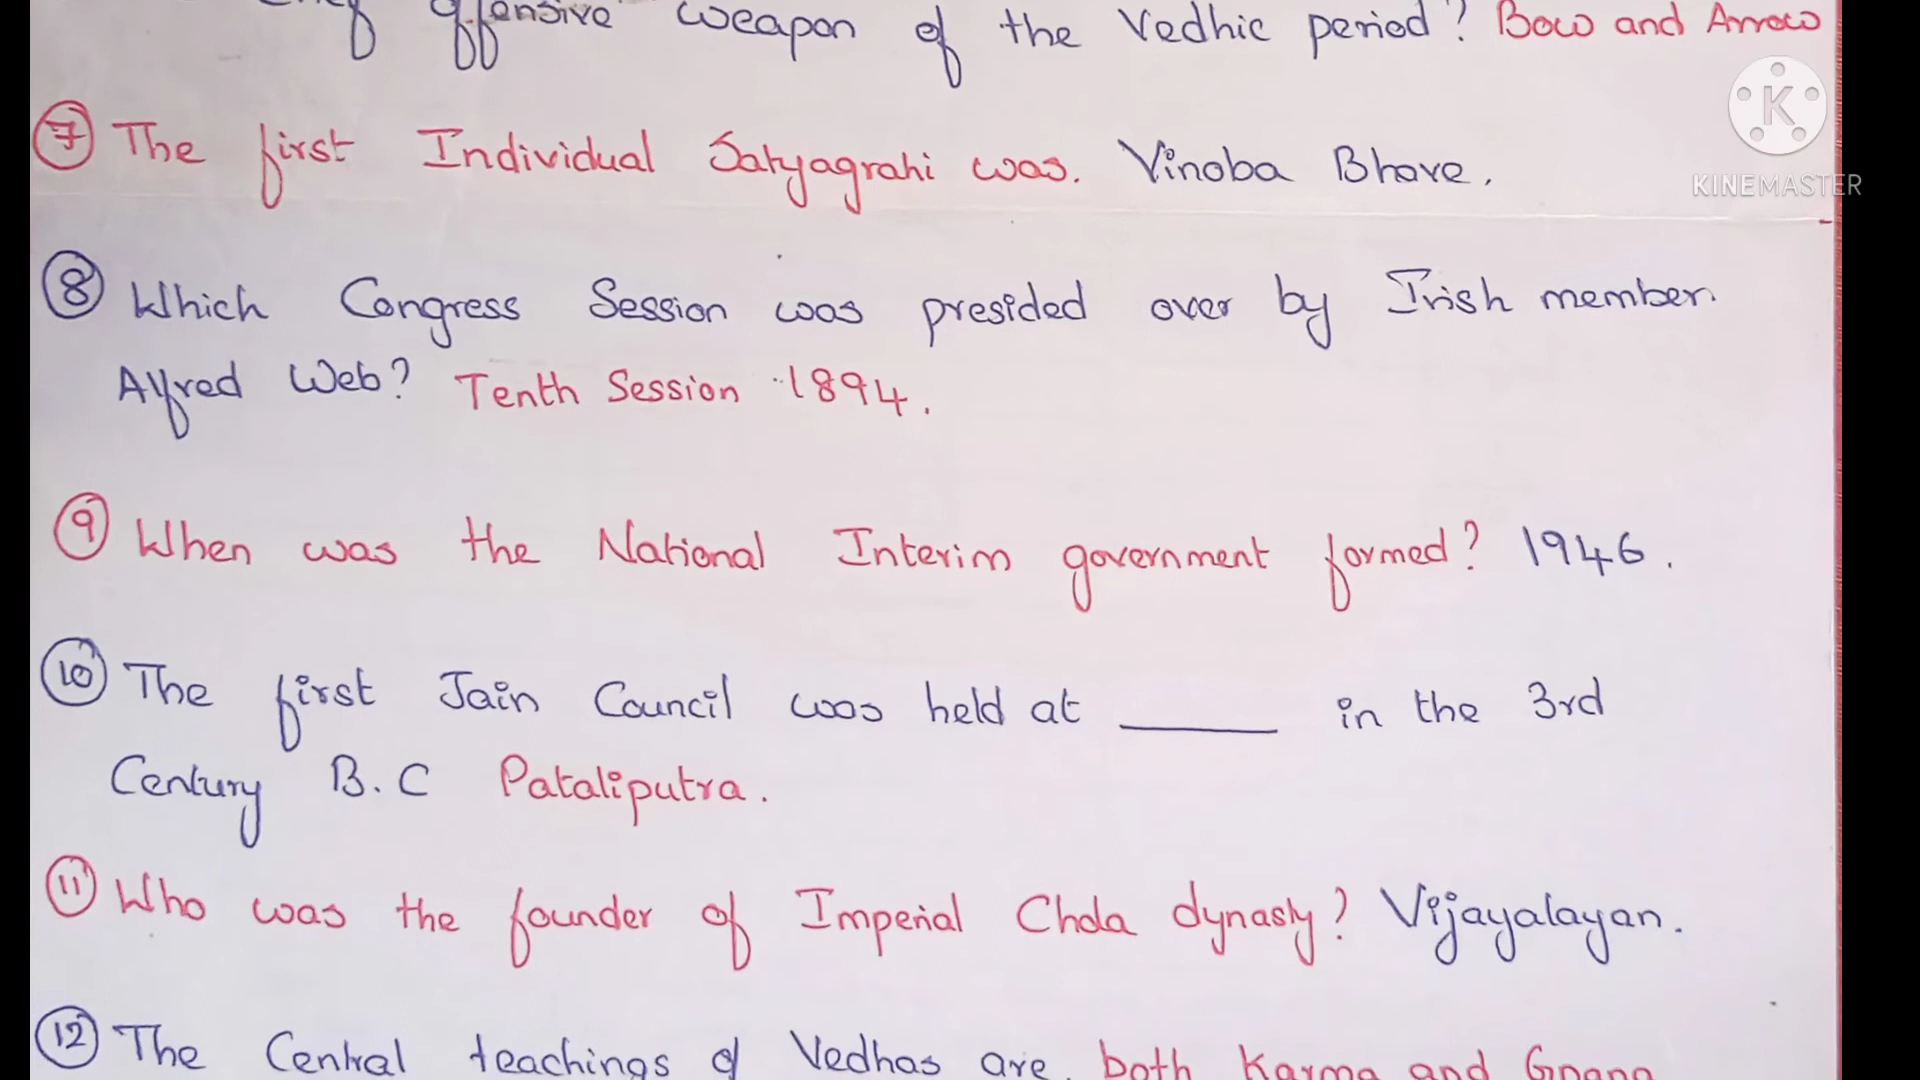 offensive weapon of the Vedhic period? Bow and Arrow
KINEMASTER
7 The first Individual Satyagrahi was. Vinoba Bhave.
8 Which Congress Session was presided over by Irish member
Alfred Web? Tenth Session 1894.
9 When was the National Interim government formed? 1946.
10 The first Jain Council was held at ______ in the 3rd
Century B.C Pataliputra.
11 Who was the founder of Imperial Chola dynasty? Vijayalayan.
12 The Central teachings of Vedhas are. both Karma and Gnana